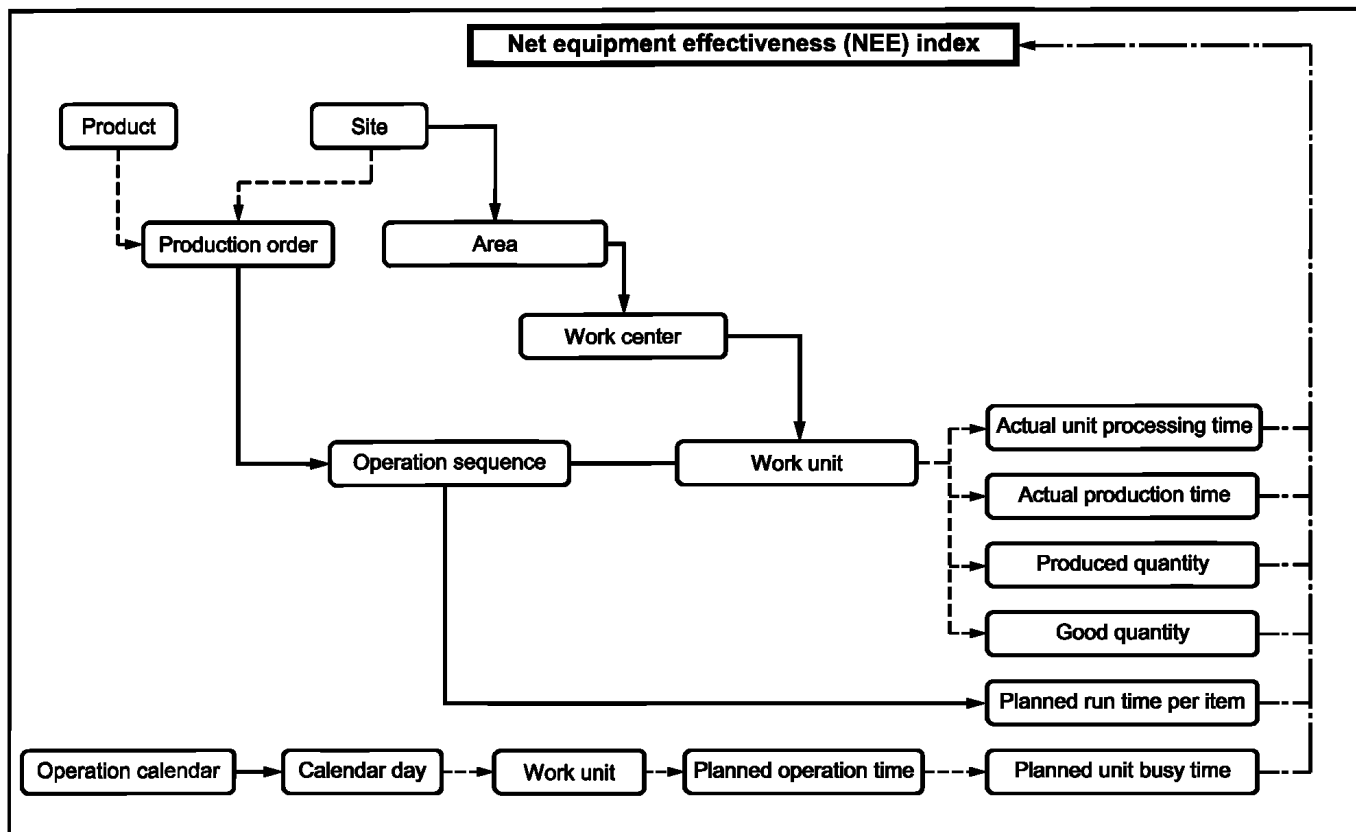 Net equipment effectiveness (NEE) index
Product
Site
Production order
Area
Work center
Actual unit processing time
Operation sequence
Work unit
Actual production time
Produced quantity
Good quantity
Planned run time per item
Operation calendar
Calendar day
Work unit
Planned operation time
Planned unit busy time